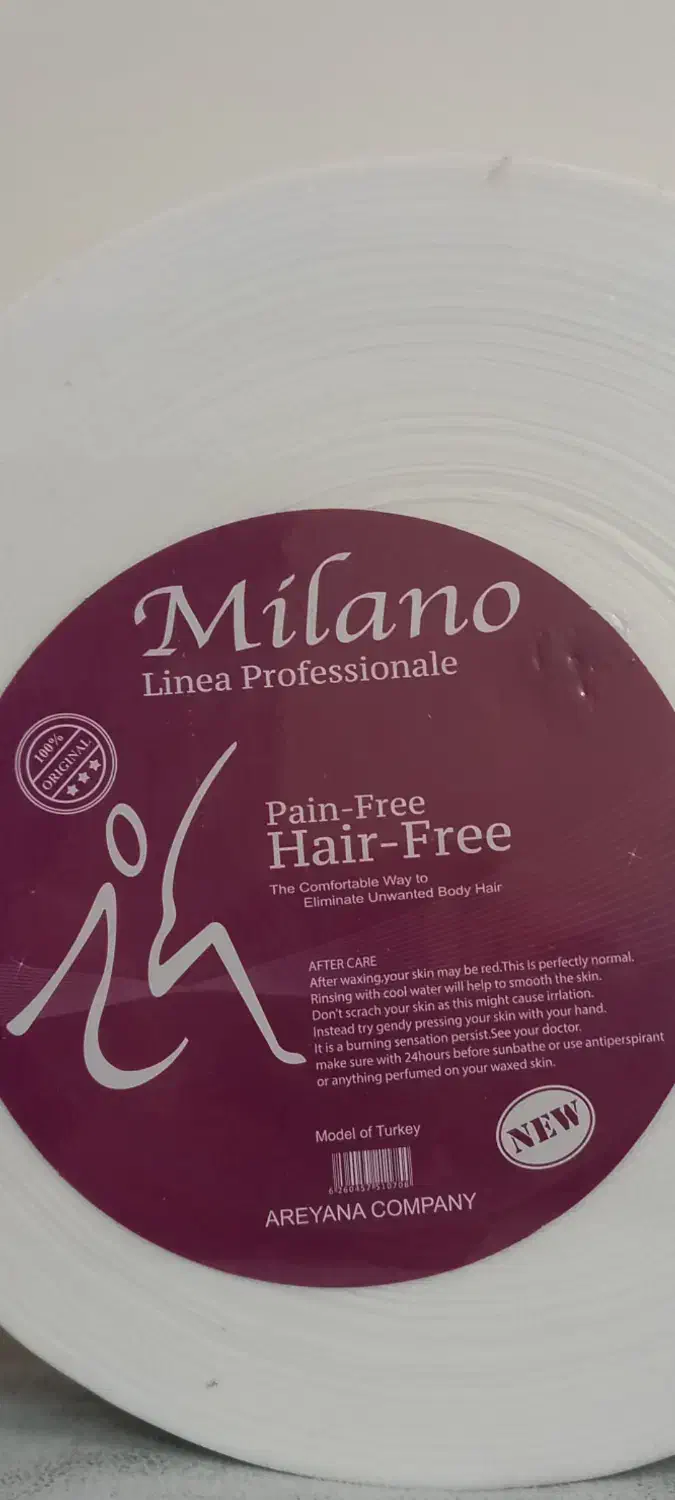 Milano
Linea Professionale
100%
ORIGINAL
Pain-Free
Hair-Free
The Comfortable Way to
Eliminate Unwanted Body Hair
AFTER CARE
After waxing,your skin may be red.This Is perfectly normal.
Rinsing with cool water will help to smooth the skin.
Don't scrach your skin as this might cause irrlation.
Instead try gendy pressing your skin with your hand.
It is a burning sensation persist.See your doctor.
make sure with 24hours before sunbathe or use antiperspirant
or anything perfumed on your waxed skin.
NEW
Model of Turkey
AREYANA COMPANY